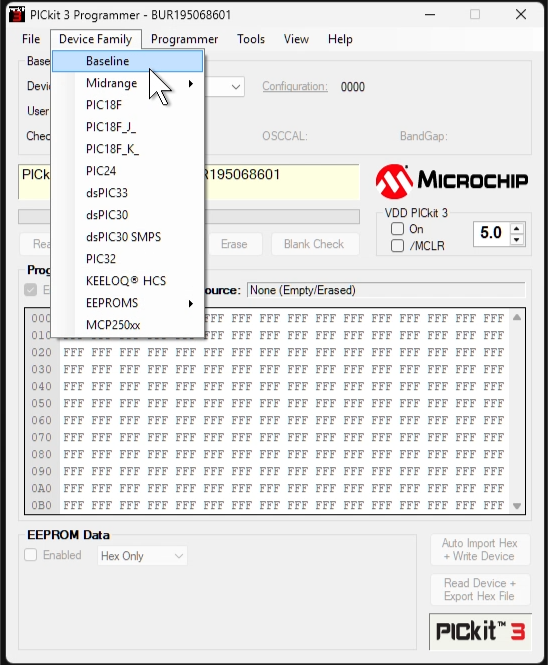 PICkit 3 Programmer - BUR195068601
File Device Family Programmer Tools View Help
Baseline
Midrange
PIC18F
PIC18F_J_
PIC18F_K_
PIC24
dsPIC33
dsPIC30
dsPIC30 SMPS
PIC32
KEELOQ® HCS
EEPROMS
MCP250xx
Configuration: 0000
User
OSCCAL: BandGap:
R195068601
MICROCHIP
VDD PICkit 3
On
/MCLR
5.0
Erase Blank Check
None (Empty/Erased)
FFF FFF FFF FFF FFF FFF FFF FFF FFF FFF FFF
010 FFF FFF FFF FFF FFF FFF FFF FFF FFF FFF FFF
020 FFF FFF FFF FFF FFF FFF FFF FFF FFF FFF FFF FFF FFF FFF FFF FFF
030 FFF FFF FFF FFF FFF FFF FFF FFF FFF FFF FFF FFF FFF FFF FFF FFF
040 FFF FFF FFF FFF FFF FFF FFF FFF FFF FFF FFF FFF FFF FFF FFF FFF
050 FFF FFF FFF FFF FFF FFF FFF FFF FFF FFF FFF FFF FFF FFF FFF FFF
060 FFF FFF FFF FFF FFF FFF FFF FFF FFF FFF FFF FFF FFF FFF FFF FFF
070 FFF FFF FFF FFF FFF FFF FFF FFF FFF FFF FFF FFF FFF FFF FFF FFF
080 FFF FFF FFF FFF FFF FFF FFF FFF FFF FFF FFF FFF FFF FFF FFF FFF
090 FFF FFF FFF FFF FFF FFF FFF FFF FFF FFF FFF FFF FFF FFF FFF FFF
0A0 FFF FFF FFF FFF FFF FFF FFF FFF FFF FFF FFF FFF FFF FFF FFF FFF
0B0 FFF FFF FFF FFF FFF FFF FFF FFF FFF FFF FFF FFF FFF FFF FFF FFF
EEPROM Data
Enabled Hex Only
Auto Import Hex
+ Write Device
Read Device +
Export Hex File
PICkit™ 3